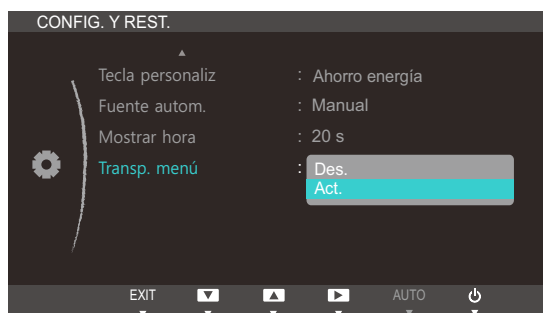 CONFIG. Y REST.
Tecla personaliz : Ahorro energía
Fuente autom. : Manual
Mostrar hora : 20 s
Transp. menú : Des.
Act.
EXIT AUTO